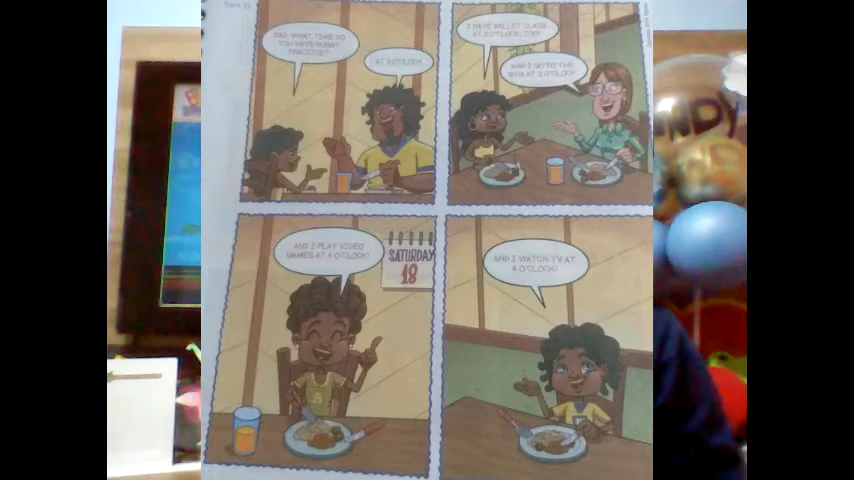 Track 23
DAD, WHAT TIME DO
YOU HAVE RUGBY
PRACTICE?
AT 3 O'CLOCK.
I HAVE BALLET CLASS
AT 3 O'CLOCK, TOO!
AND I GO TO THE
GYM AT 3 O'CLOCK!
AND I PLAY VIDEO
GAMES AT 4 O'CLOCK!
SATURDAY
18
AND I WATCH TV AT
4 O'CLOCK!